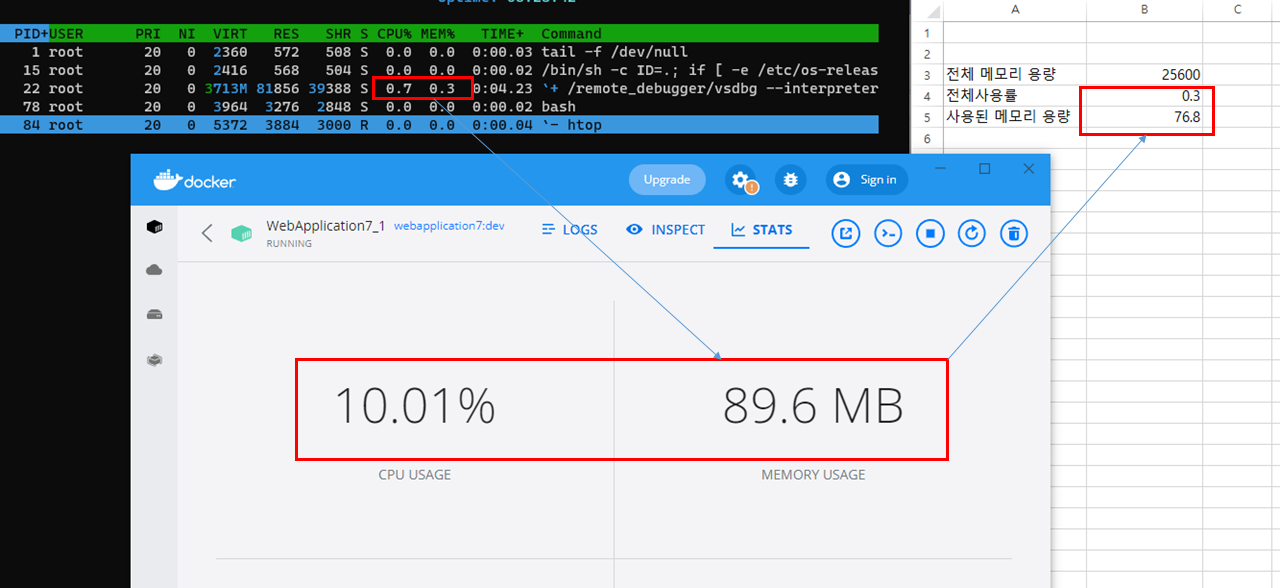 A B C
PID+USER PRI NI VIRT RES SHR S CPU% MEM% TIME+ Command
1 root 20 0 2360 572 508 S 0.0 0.0 0:00.03 tail -f /dev/null
15 root 20 0 2416 568 504 S 0.0 0.0 0:00.02 /bin/sh -c ID=.; if [ -e /etc/os-releas
22 root 20 0 3713M 81856 39388 S 0.7 0.3 0:04.23 `+ /remote_debugger/vsdbg --interpreter
78 root 20 0 3964 3276 2848 S 0.0 0.0 0:00.02 bash
84 root 20 0 5372 3884 3000 R 0.0 0.0 0:00.04 `- htop
1
2
3 전체 메모리 용량 25600
4 전체사용률 0.3
5 사용된 메모리 용량 76.8
6
docker Upgrade Sign in
WebApplication7_1 webapplication7:dev
RUNNING
LOGS INSPECT STATS
10.01% 89.6 MB
CPU USAGE MEMORY USAGE